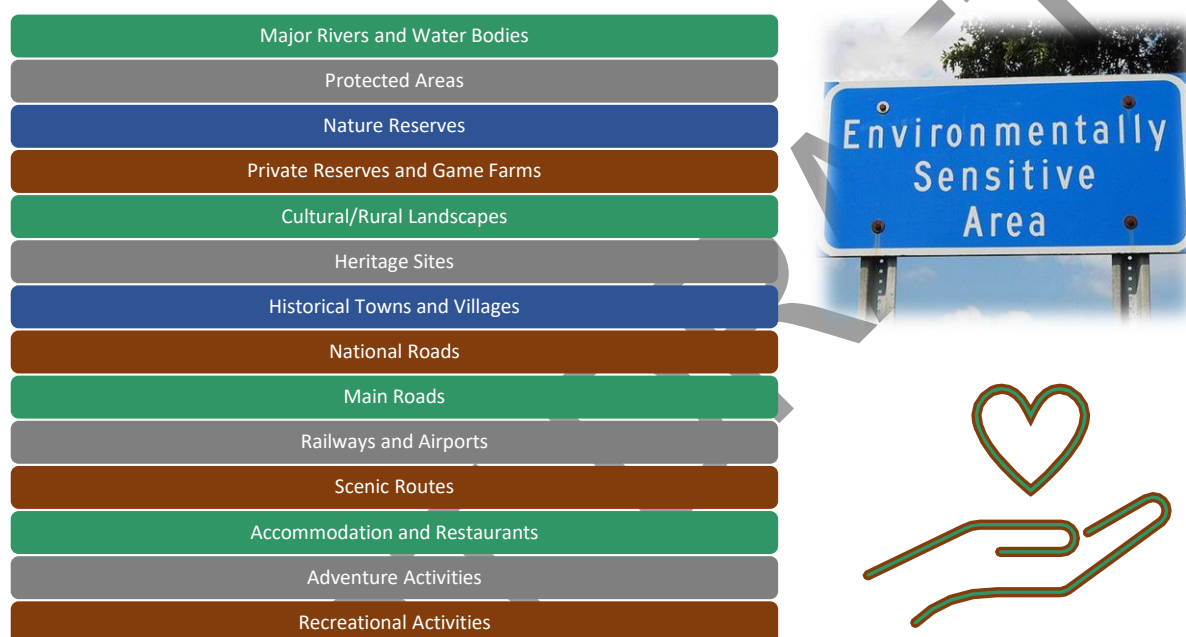 Major Rivers and Water Bodies
Protected Areas
Nature Reserves
Private Reserves and Game Farms
Cultural/Rural Landscapes
Heritage Sites
Historical Towns and Villages
National Roads
Main Roads
Railways and Airports
Scenic Routes
Accommodation and Restaurants
Adventure Activities
Recreational Activities
Environmentally
Sensitive
Area